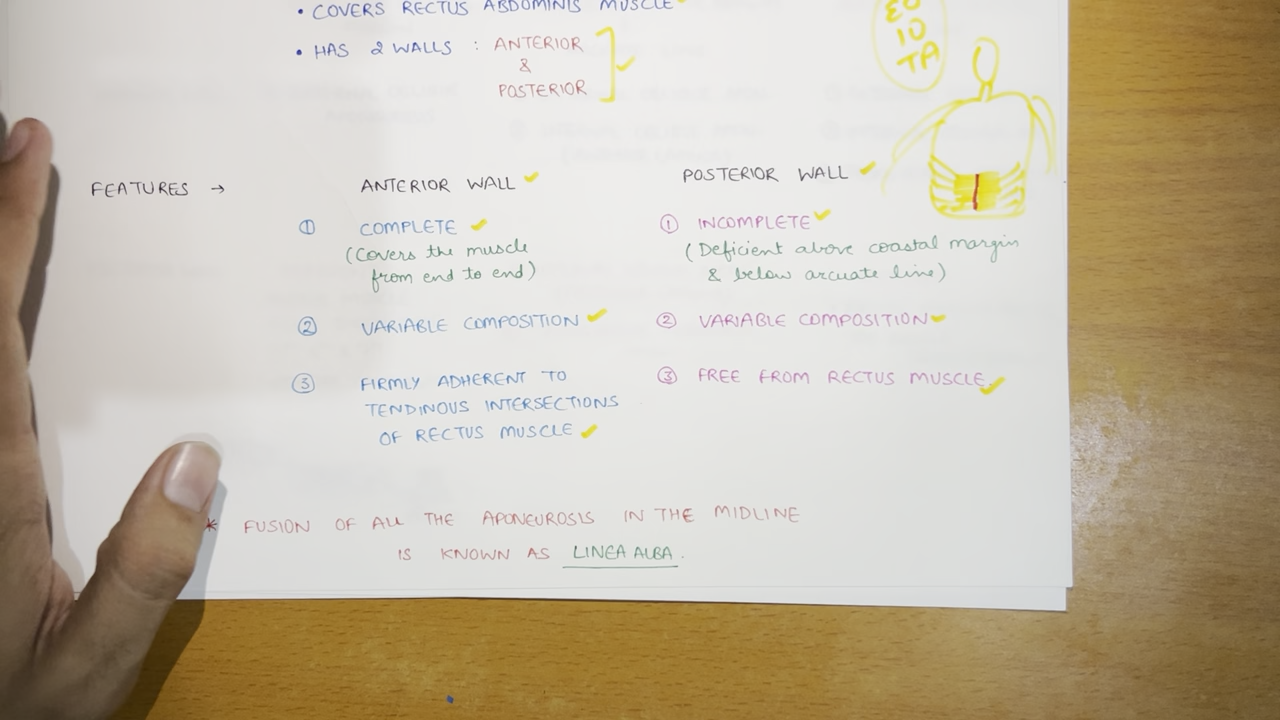 • COVERS RECTUS ABDOMINIS MUSCLE
• HAS 2 WALLS : ANTERIOR
&
POSTERIOR
EO
IO
TA
FEATURES →
ANTERIOR WALL
① COMPLETE
(Covers the muscle
from end to end)
② VARIABLE COMPOSITION
③ FIRMLY ADHERENT TO
TENDINOUS INTERSECTIONS
OF RECTUS MUSCLE
POSTERIOR WALL
① INCOMPLETE
(Deficient above coastal margin
& below arcuate line)
② VARIABLE COMPOSITION
③ FREE FROM RECTUS MUSCLE.
* FUSION OF ALL THE APONEUROSIS IN THE MIDLINE
IS KNOWN AS LINEA ALBA.